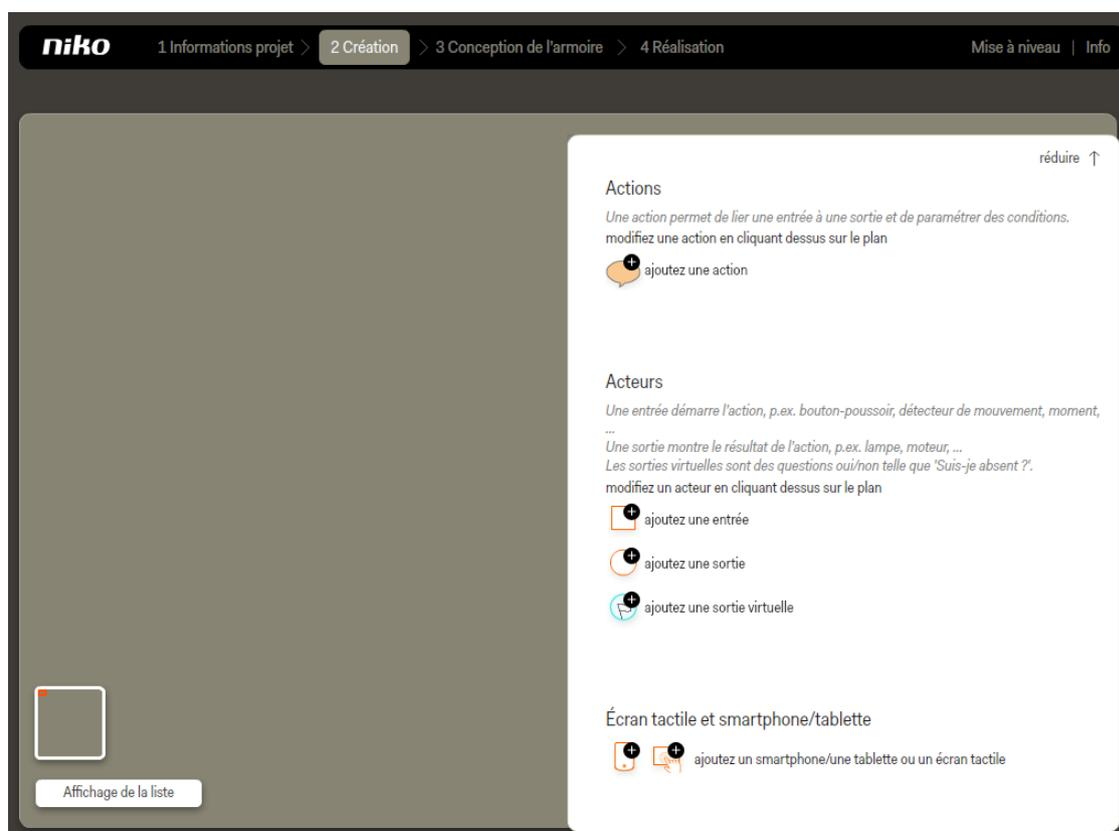 niko 1 Informations projet 2 Création 3 Conception de l'armoire 4 Réalisation Mise à niveau | Info
réduire ↑
Actions
Une action permet de lier une entrée à une sortie et de paramétrer des conditions.
modifiez une action en cliquant dessus sur le plan
ajoutez une action
Acteurs
Une entrée démarre l'action, p.ex. bouton-poussoir, détecteur de mouvement, moment,
...
Une sortie montre le résultat de l'action, p.ex. lampe, moteur, ...
Les sorties virtuelles sont des questions oui/non telle que 'Suis-je absent ?'.
modifiez un acteur en cliquant dessus sur le plan
ajoutez une entrée
ajoutez une sortie
ajoutez une sortie virtuelle
Écran tactile et smartphone/tablette
ajoutez un smartphone/une tablette ou un écran tactile
Affichage de la liste